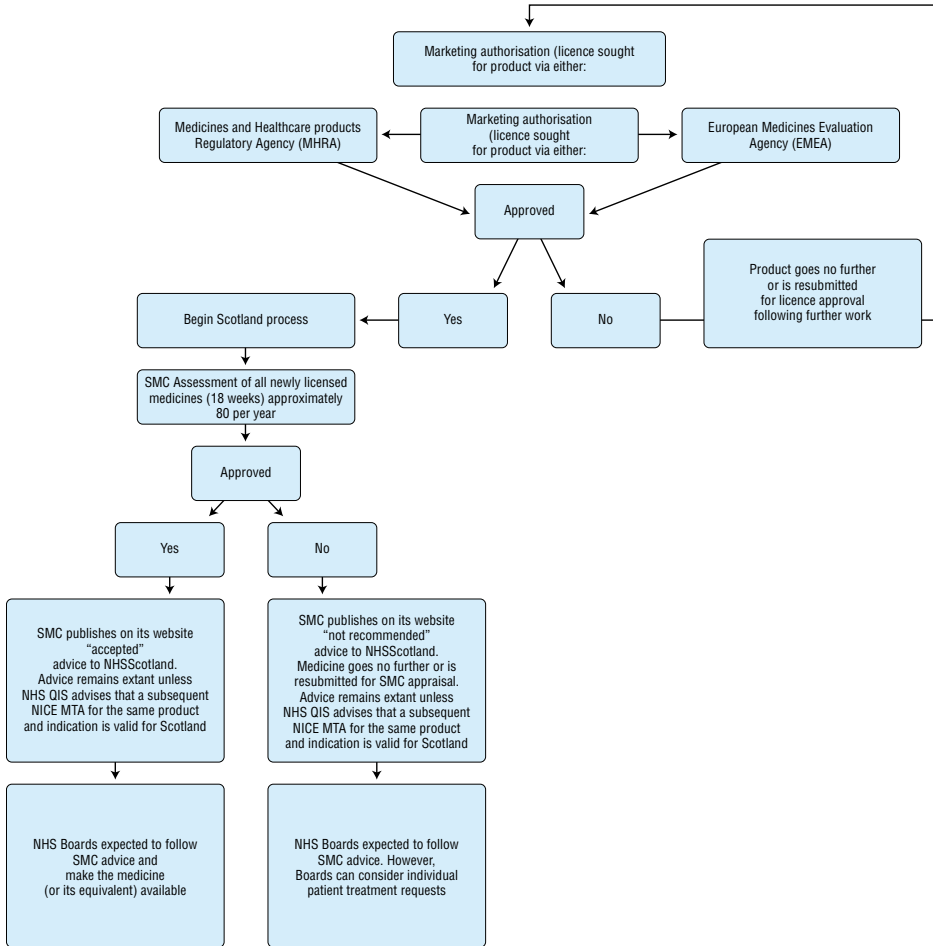 Marketing authorisation (licence sought
for product via either:
Medicines and Healthcare products
Regulatory Agency (MHRA)
Marketing authorisation
(licence sought
for product via either:
European Medicines Evaluation
Agency (EMEA)
Approved
Begin Scotland process
Yes
No
Product goes no further
or is resubmitted
for licence approval
following further work
SMC Assessment of all newly licensed
medicines (18 weeks) approximately
80 per year
Approved
Yes
No
SMC publishes on its website
“accepted”
advice to NHSScotland.
Advice remains extant unless
NHS QIS advises that a subsequent
NICE MTA for the same product
and indication is valid for Scotland
SMC publishes on its website
“not recommended”
advice to NHSScotland.
Medicine goes no further or is
resubmitted for SMC appraisal.
Advice remains extant unless
NHS QIS advises that a subsequent
NICE MTA for the same product
and indication is valid for Scotland
NHS Boards expected to follow
SMC advice and
make the medicine
(or its equivalent) available
NHS Boards expected to follow
SMC advice. However,
Boards can consider individual
patient treatment requests